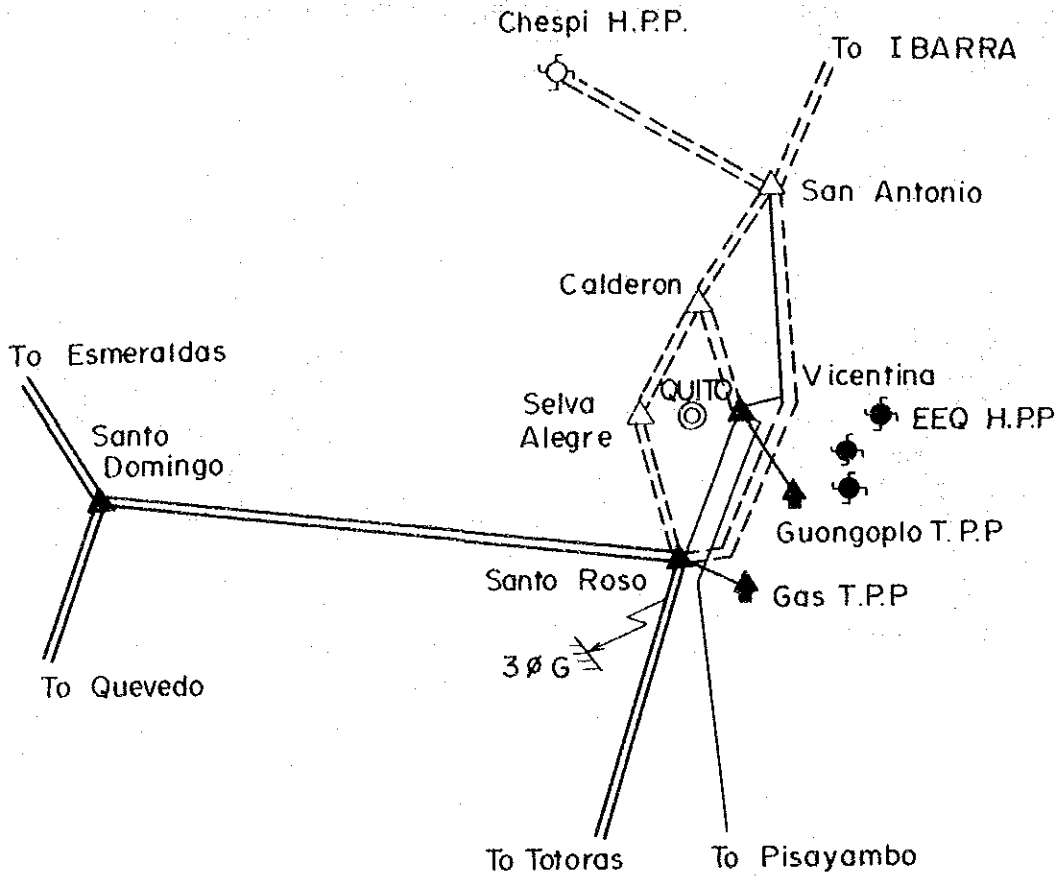 Chespi H.P.P.
To IBARRA
San Antonio
Calderon
To Esmeraldas
Vicentina
QUITO
Selva
Alegre
EEQ H.P.P
Santo
Domingo
Guongoplo T.P.P
Santo Roso
Gas T.P.P
3ØG
To Quevedo
To Totoras
To Pisayambo